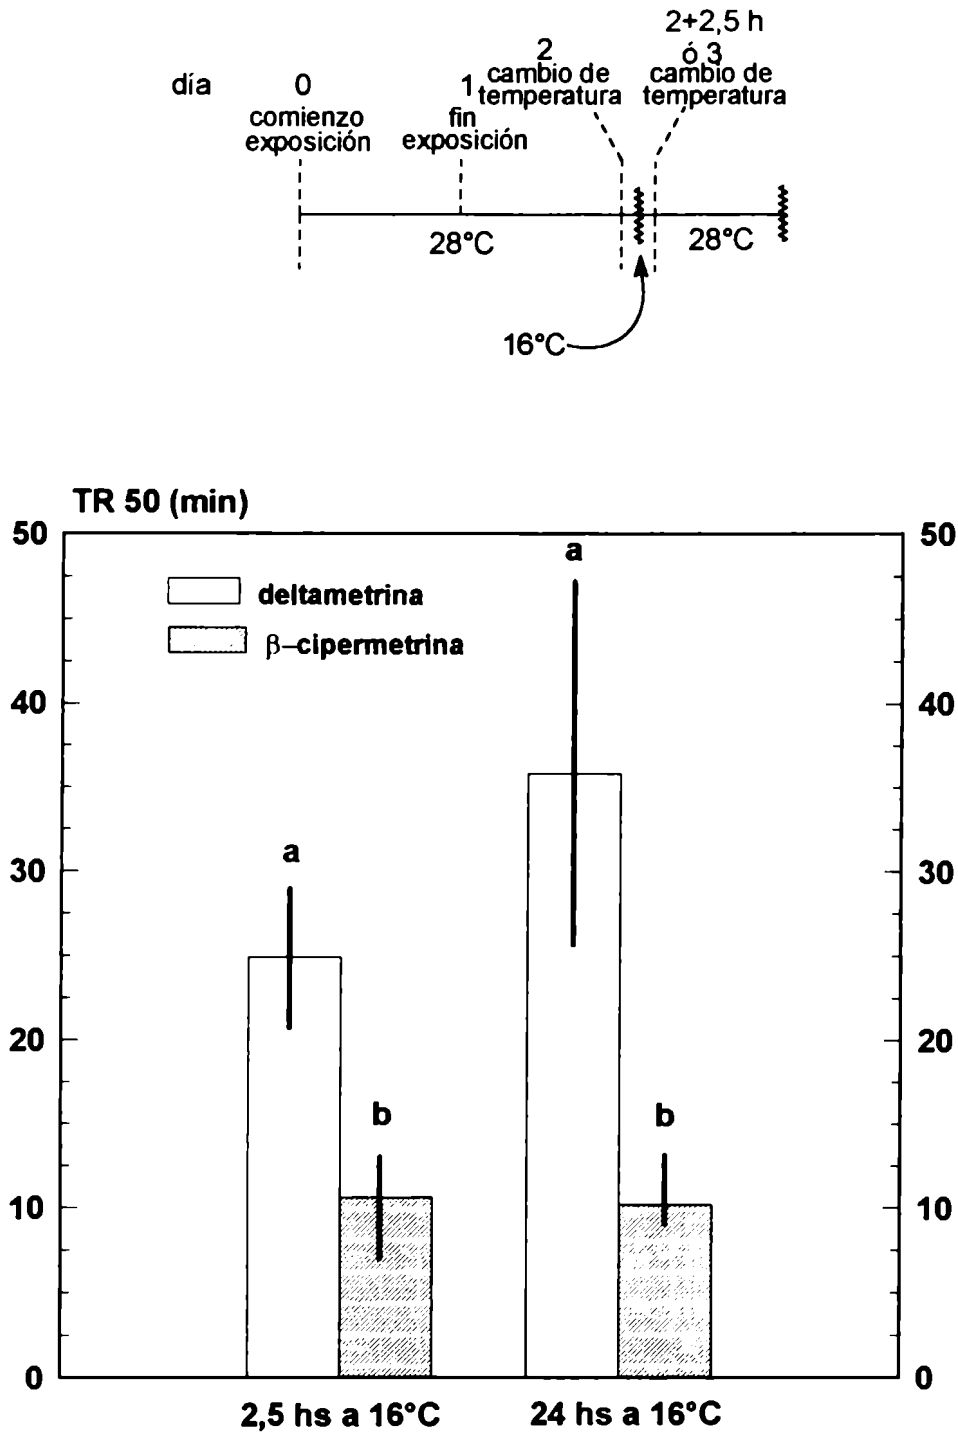 2+2,5 h
2
ó 3
día
0
1
cambio de
temperatura
cambio de
temperatura
comienzo
exposición
fin
exposición
28°C
28°C
16°C
TR 50 (min)
50
50
a
deltametrina
β-cipermetrina
40
40
a
30
30
20
20
b
b
10
10
0
0
2,5 hs a 16°C
24 hs a 16°C